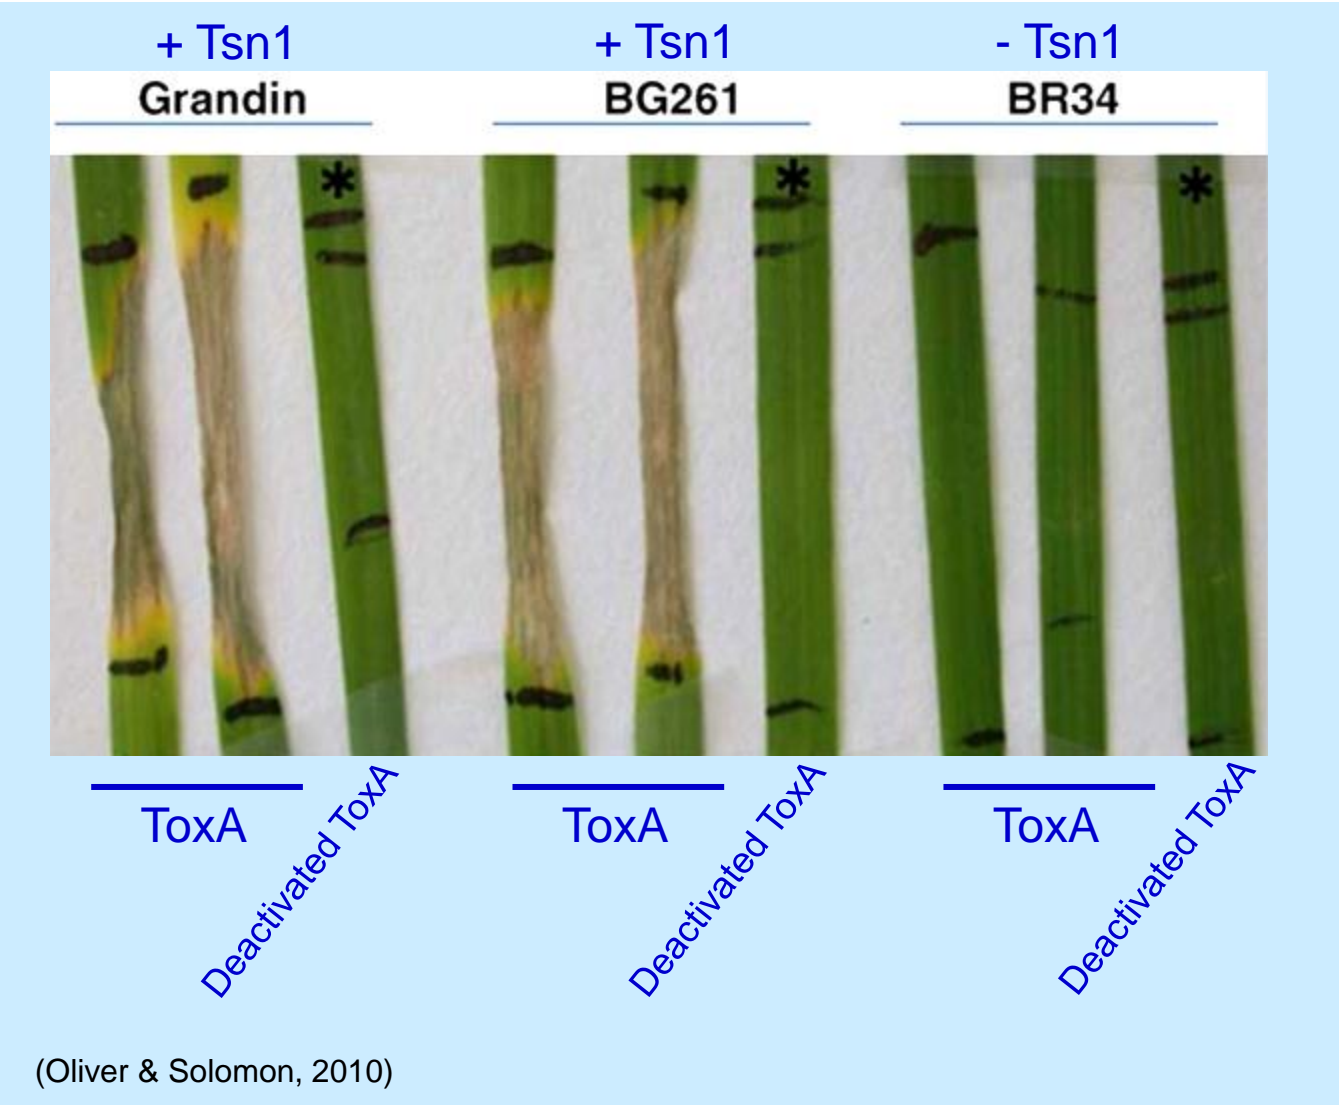 + Tsn1
+ Tsn1
- Tsn1
Grandin
BG261
BR34
*
*
*
ToxA
Deactivated ToxA
ToxA
Deactivated ToxA
ToxA
Deactivated ToxA
(Oliver & Solomon, 2010)